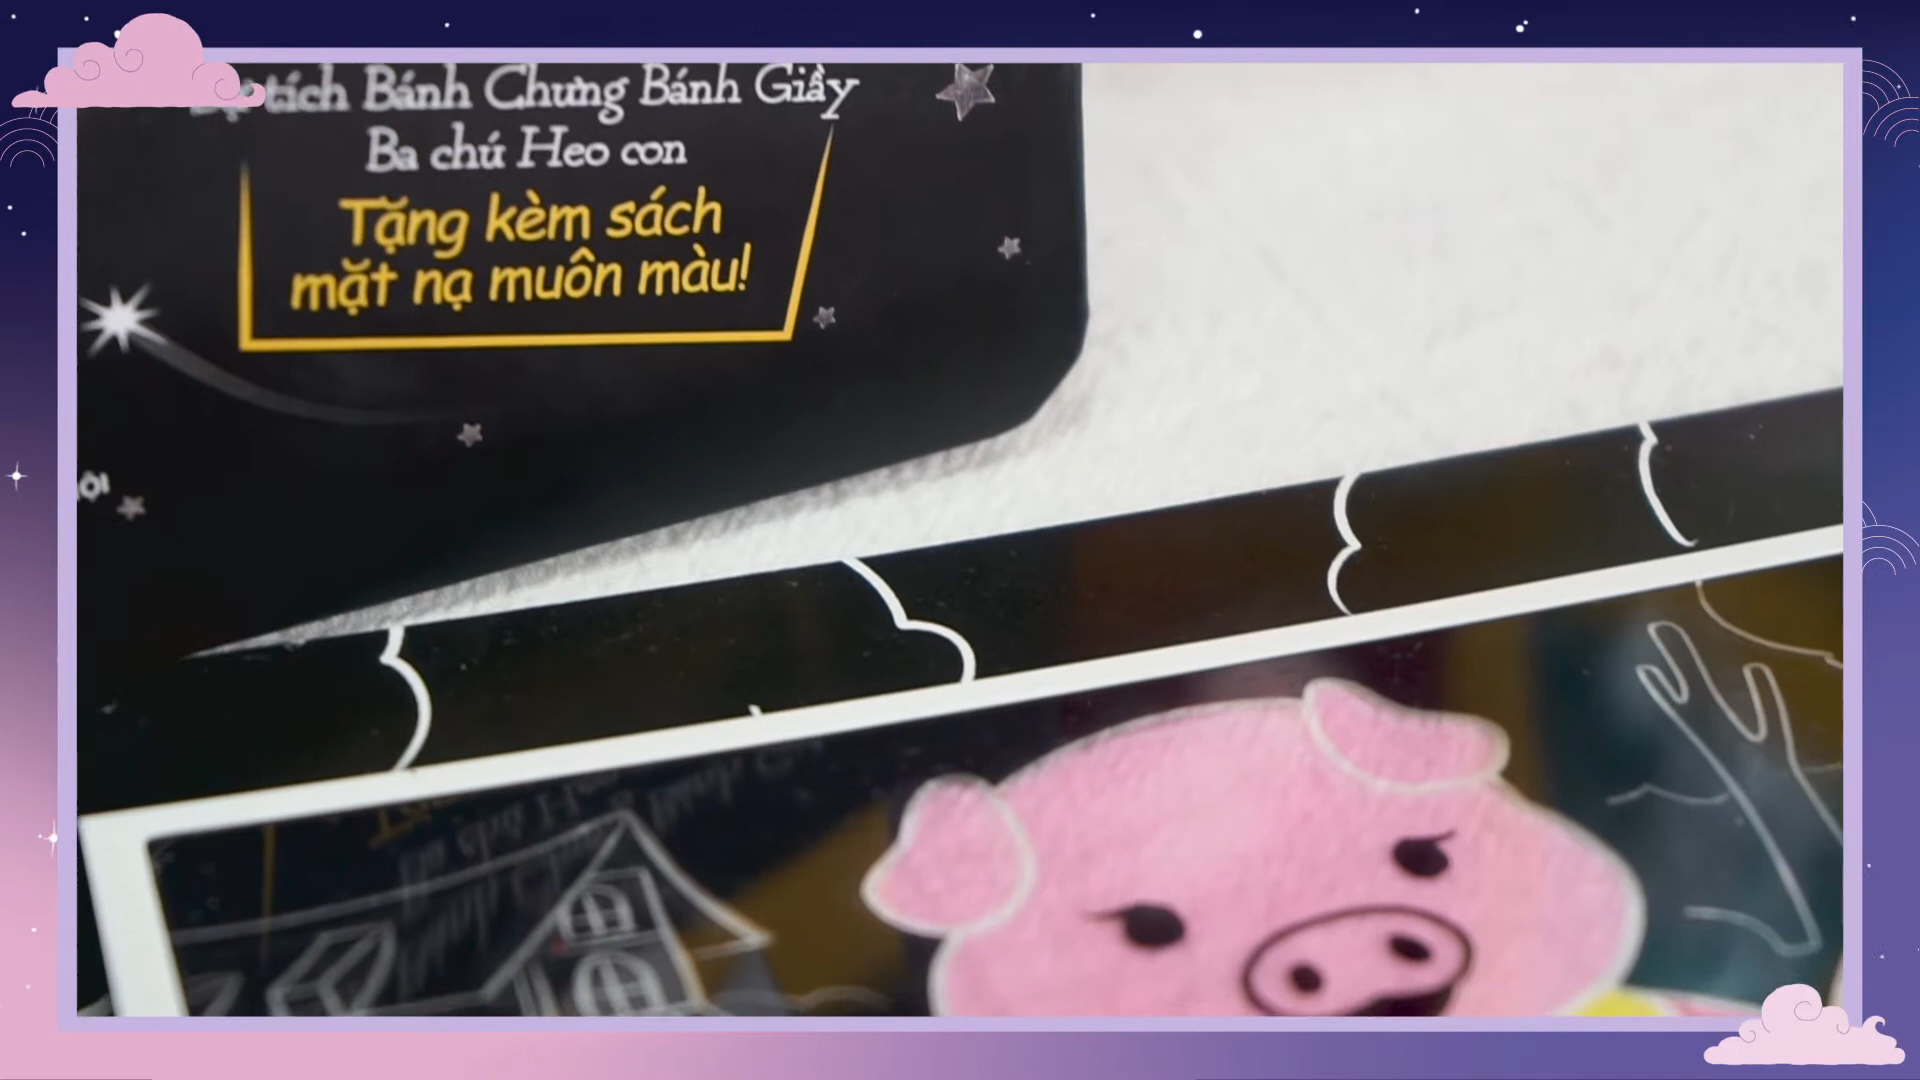 tích Bánh Chưng Bánh Giầy
Ba chú Heo con
Tặng kèm sách
mặt nạ muôn màu!